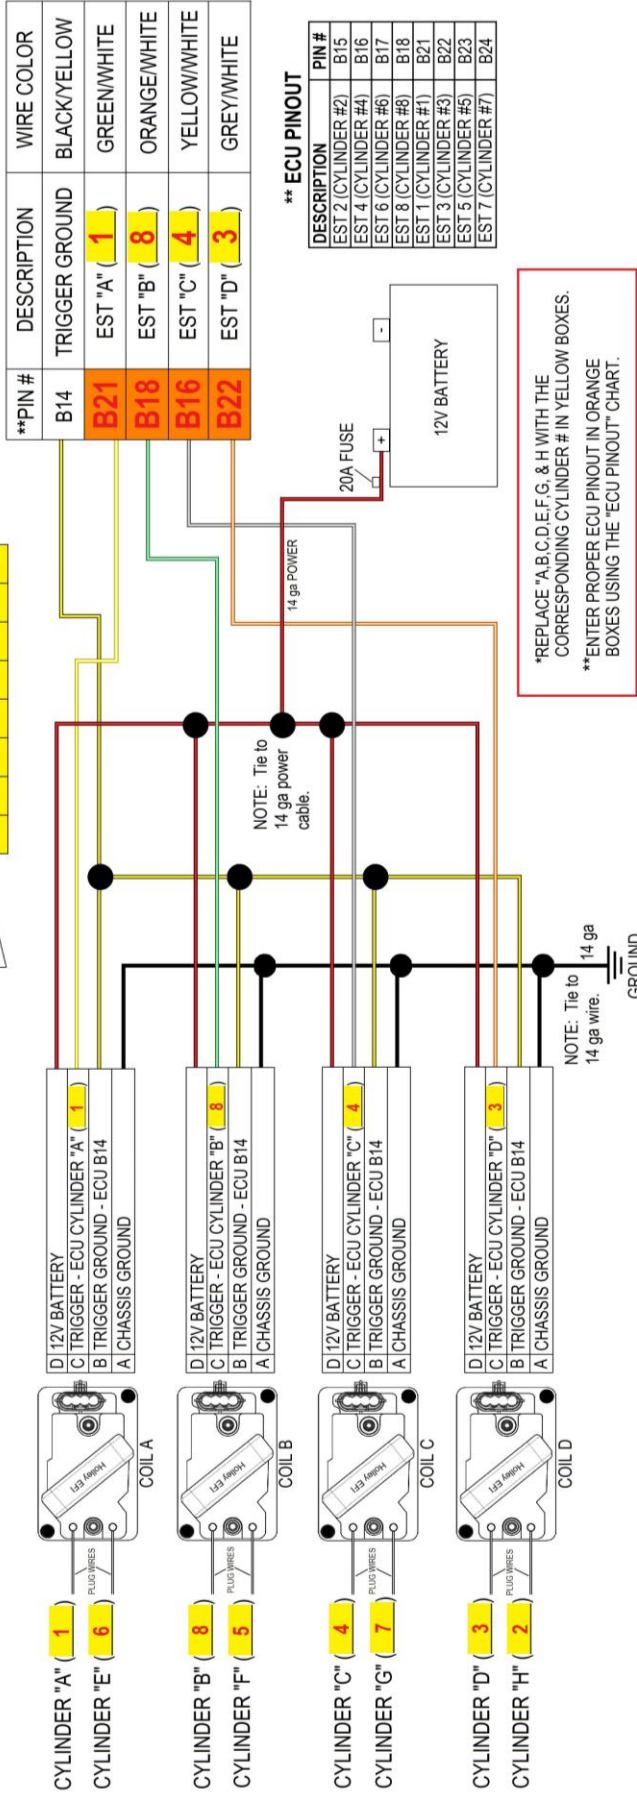 **PIN # DESCRIPTION WIRE COLOR
B14 TRIGGER GROUND BLACK/YELLOW
B21 EST "A" ( 1 ) GREEN/WHITE
B18 EST "B" ( 8 ) ORANGE/WHITE
B16 EST "C" ( 4 ) YELLOW/WHITE
B22 EST "D" ( 3 ) GREY/WHITE
** ECU PINOUT
DESCRIPTION PIN #
EST 2 (CYLINDER #2) B15
EST 4 (CYLINDER #4) B16
EST 6 (CYLINDER #6) B17
EST 8 (CYLINDER #8) B18
EST 1 (CYLINDER #1) B21
EST 3 (CYLINDER #3) B22
EST 5 (CYLINDER #5) B23
EST 7 (CYLINDER #7) B24
20A FUSE
+
-
12V BATTERY
14 ga POWER
NOTE: Tie to
14 ga power
cable.
*REPLACE "A,B,C,D,E,F,G, & H WITH THE
CORRESPONDING CYLINDER # IN YELLOW BOXES.
**ENTER PROPER ECU PINOUT IN ORANGE
BOXES USING THE "ECU PINOUT" CHART.
CYLINDER "A" ( 1 )
CYLINDER "E" ( 6 )
PLUG WIRES
Holley EFI
COIL A
D 12V BATTERY
C TRIGGER - ECU CYLINDER "A" ( 1 )
B TRIGGER GROUND - ECU B14
A CHASSIS GROUND
CYLINDER "B" ( 8 )
CYLINDER "F" ( 5 )
PLUG WIRES
Holley EFI
COIL B
D 12V BATTERY
C TRIGGER - ECU CYLINDER "B" ( 8 )
B TRIGGER GROUND - ECU B14
A CHASSIS GROUND
CYLINDER "C" ( 4 )
CYLINDER "G" ( 7 )
PLUG WIRES
Holley EFI
COIL C
D 12V BATTERY
C TRIGGER - ECU CYLINDER "C" ( 4 )
B TRIGGER GROUND - ECU B14
A CHASSIS GROUND
CYLINDER "D" ( 3 )
CYLINDER "H" ( 2 )
PLUG WIRES
Holley EFI
COIL D
D 12V BATTERY
C TRIGGER - ECU CYLINDER "D" ( 3 )
B TRIGGER GROUND - ECU B14
A CHASSIS GROUND
NOTE: Tie to
14 ga wire.
14 ga
GROUND